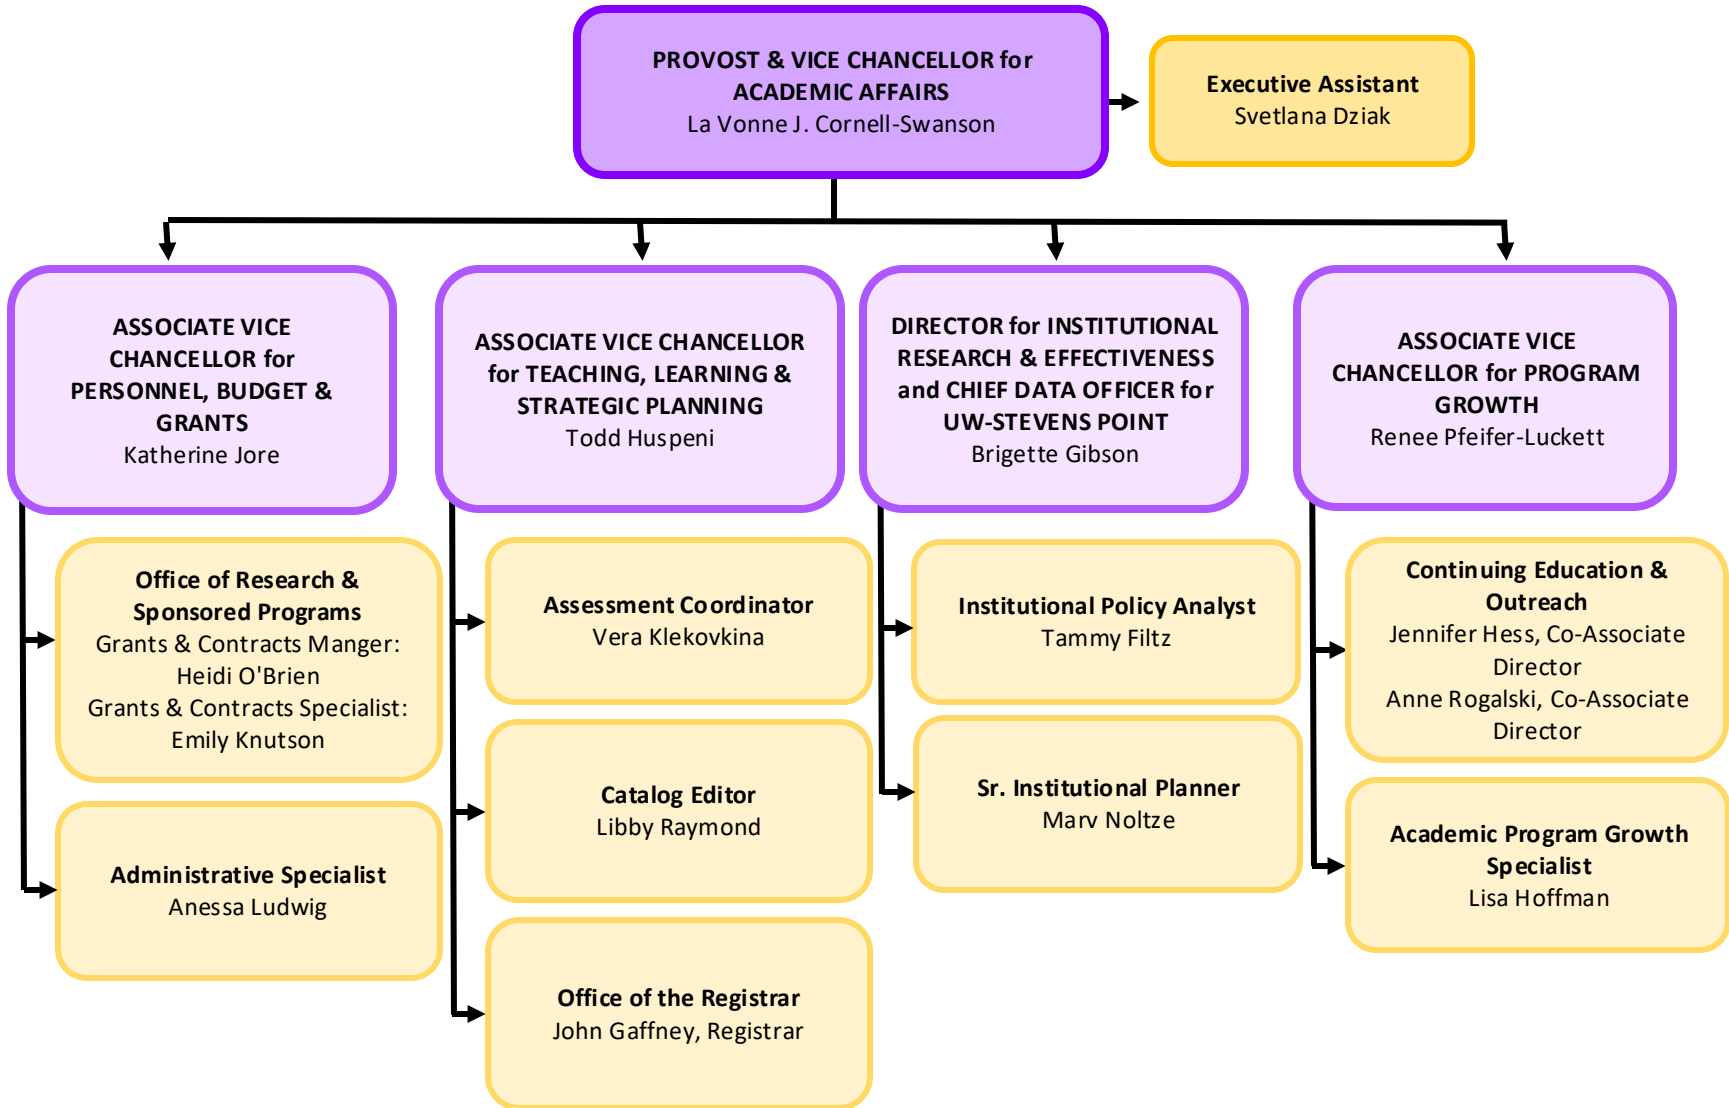 PROVOST & VICE CHANCELLOR for
ACADEMIC AFFAIRS
La Vonne J. Cornell-Swanson
Executive Assistant
Svetlana Dziak
ASSOCIATE VICE
CHANCELLOR for
PERSONNEL, BUDGET &
GRANTS
Katherine Jore
ASSOCIATE VICE CHANCELLOR
for TEACHING, LEARNING &
STRATEGIC PLANNING
Todd Huspeni
DIRECTOR for INSTITUTIONAL
RESEARCH & EFFECTIVENESS
and CHIEF DATA OFFICER for
UW-STEVENS POINT
Brigette Gibson
ASSOCIATE VICE
CHANCELLOR for PROGRAM
GROWTH
Renee Pfeifer-Luckett
Office of Research &
Sponsored Programs
Grants & Contracts Manger:
Heidi O'Brien
Grants & Contracts Specialist:
Emily Knutson
Administrative Specialist
Anessa Ludwig
Assessment Coordinator
Vera Klekovkina
Catalog Editor
Libby Raymond
Office of the Registrar
John Gaffney, Registrar
Institutional Policy Analyst
Tammy Filtz
Sr. Institutional Planner
Marv Noltze
Continuing Education &
Outreach
Jennifer Hess, Co-Associate
Director
Anne Rogalski, Co-Associate
Director
Academic Program Growth
Specialist
Lisa Hoffman